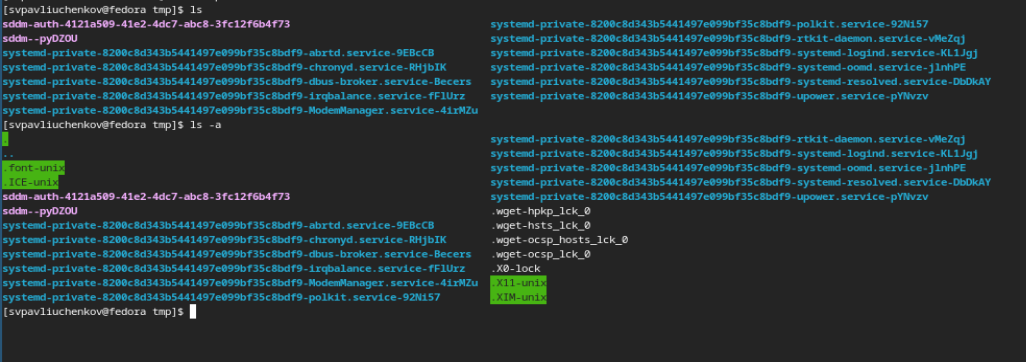 [svpavliuchenkov@fedora tmp]$ ls
sddm-auth-4121a509-41e2-4dc7-abc8-3fc12f6b4f73 systemd-private-8200c8d343b5441497e099bf35c8bdf9-polkit.service-92Ni57
sddm--pyDZOU systemd-private-8200c8d343b5441497e099bf35c8bdf9-rtkit-daemon.service-vMeZqj
systemd-private-8200c8d343b5441497e099bf35c8bdf9-abrtd.service-9EBcCB systemd-private-8200c8d343b5441497e099bf35c8bdf9-systemd-logind.service-KL1Jgj
systemd-private-8200c8d343b5441497e099bf35c8bdf9-chronyd.service-RHjbIK systemd-private-8200c8d343b5441497e099bf35c8bdf9-systemd-oomd.service-jlnhPE
systemd-private-8200c8d343b5441497e099bf35c8bdf9-dbus-broker.service-Becers systemd-private-8200c8d343b5441497e099bf35c8bdf9-systemd-resolved.service-DbDkAY
systemd-private-8200c8d343b5441497e099bf35c8bdf9-irqbalance.service-fFlUrz systemd-private-8200c8d343b5441497e099bf35c8bdf9-upower.service-pYNvzv
systemd-private-8200c8d343b5441497e099bf35c8bdf9-ModemManager.service-4irMZu
[svpavliuchenkov@fedora tmp]$ ls -a
. systemd-private-8200c8d343b5441497e099bf35c8bdf9-rtkit-daemon.service-vMeZqj
.. systemd-private-8200c8d343b5441497e099bf35c8bdf9-systemd-logind.service-KL1Jgj
.font-unix systemd-private-8200c8d343b5441497e099bf35c8bdf9-systemd-oomd.service-jlnhPE
.ICE-unix systemd-private-8200c8d343b5441497e099bf35c8bdf9-systemd-resolved.service-DbDkAY
sddm-auth-4121a509-41e2-4dc7-abc8-3fc12f6b4f73 systemd-private-8200c8d343b5441497e099bf35c8bdf9-upower.service-pYNvzv
sddm--pyDZOU .wget-hpkp_lck_0
systemd-private-8200c8d343b5441497e099bf35c8bdf9-abrtd.service-9EBcCB .wget-hsts_lck_0
systemd-private-8200c8d343b5441497e099bf35c8bdf9-chronyd.service-RHjbIK .wget-ocsp_hosts_lck_0
systemd-private-8200c8d343b5441497e099bf35c8bdf9-dbus-broker.service-Becers .wget-ocsp_lck_0
systemd-private-8200c8d343b5441497e099bf35c8bdf9-irqbalance.service-fFlUrz .X0-lock
systemd-private-8200c8d343b5441497e099bf35c8bdf9-ModemManager.service-4irMZu .X11-unix
systemd-private-8200c8d343b5441497e099bf35c8bdf9-polkit.service-92Ni57 .XIM-unix
[svpavliuchenkov@fedora tmp]$